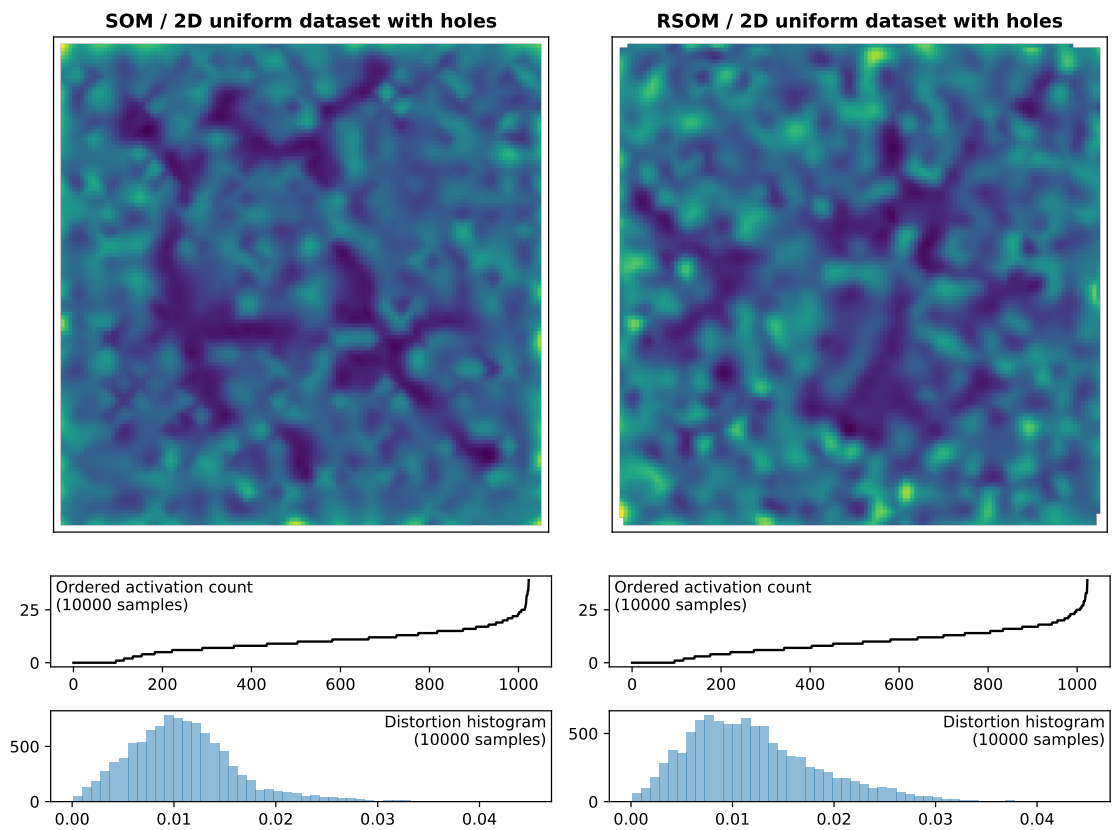 SOM / 2D uniform dataset with holes
RSOM / 2D uniform dataset with holes
Ordered activation count
(10000 samples)
25
0
0 200 400 600 800 1000
Ordered activation count
(10000 samples)
25
0
0 200 400 600 800 1000
Distortion histogram
(10000 samples)
500
0
0.00 0.01 0.02 0.03 0.04
Distortion histogram
(10000 samples)
500
0
0.00 0.01 0.02 0.03 0.04